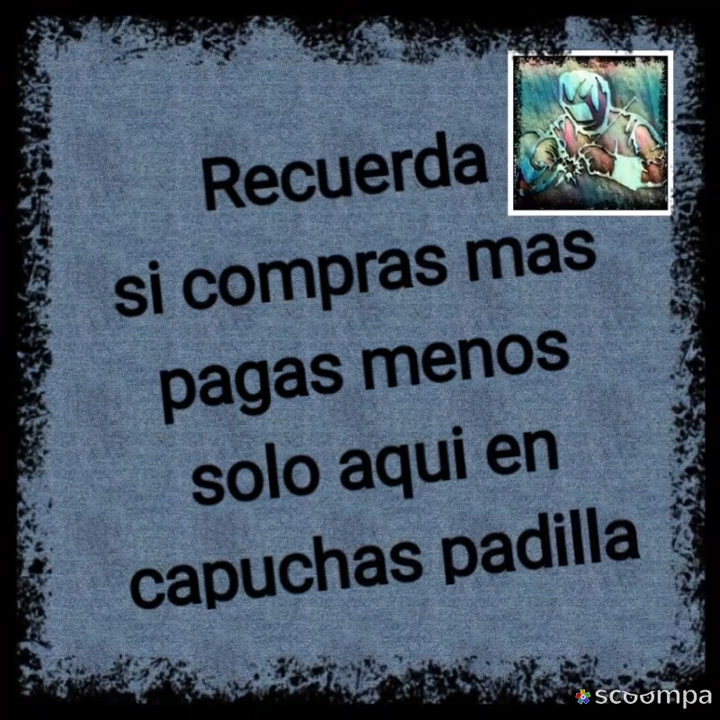 Recuerda
si compras mas
pagas menos
solo aqui en
capuchas padilla
scoompa